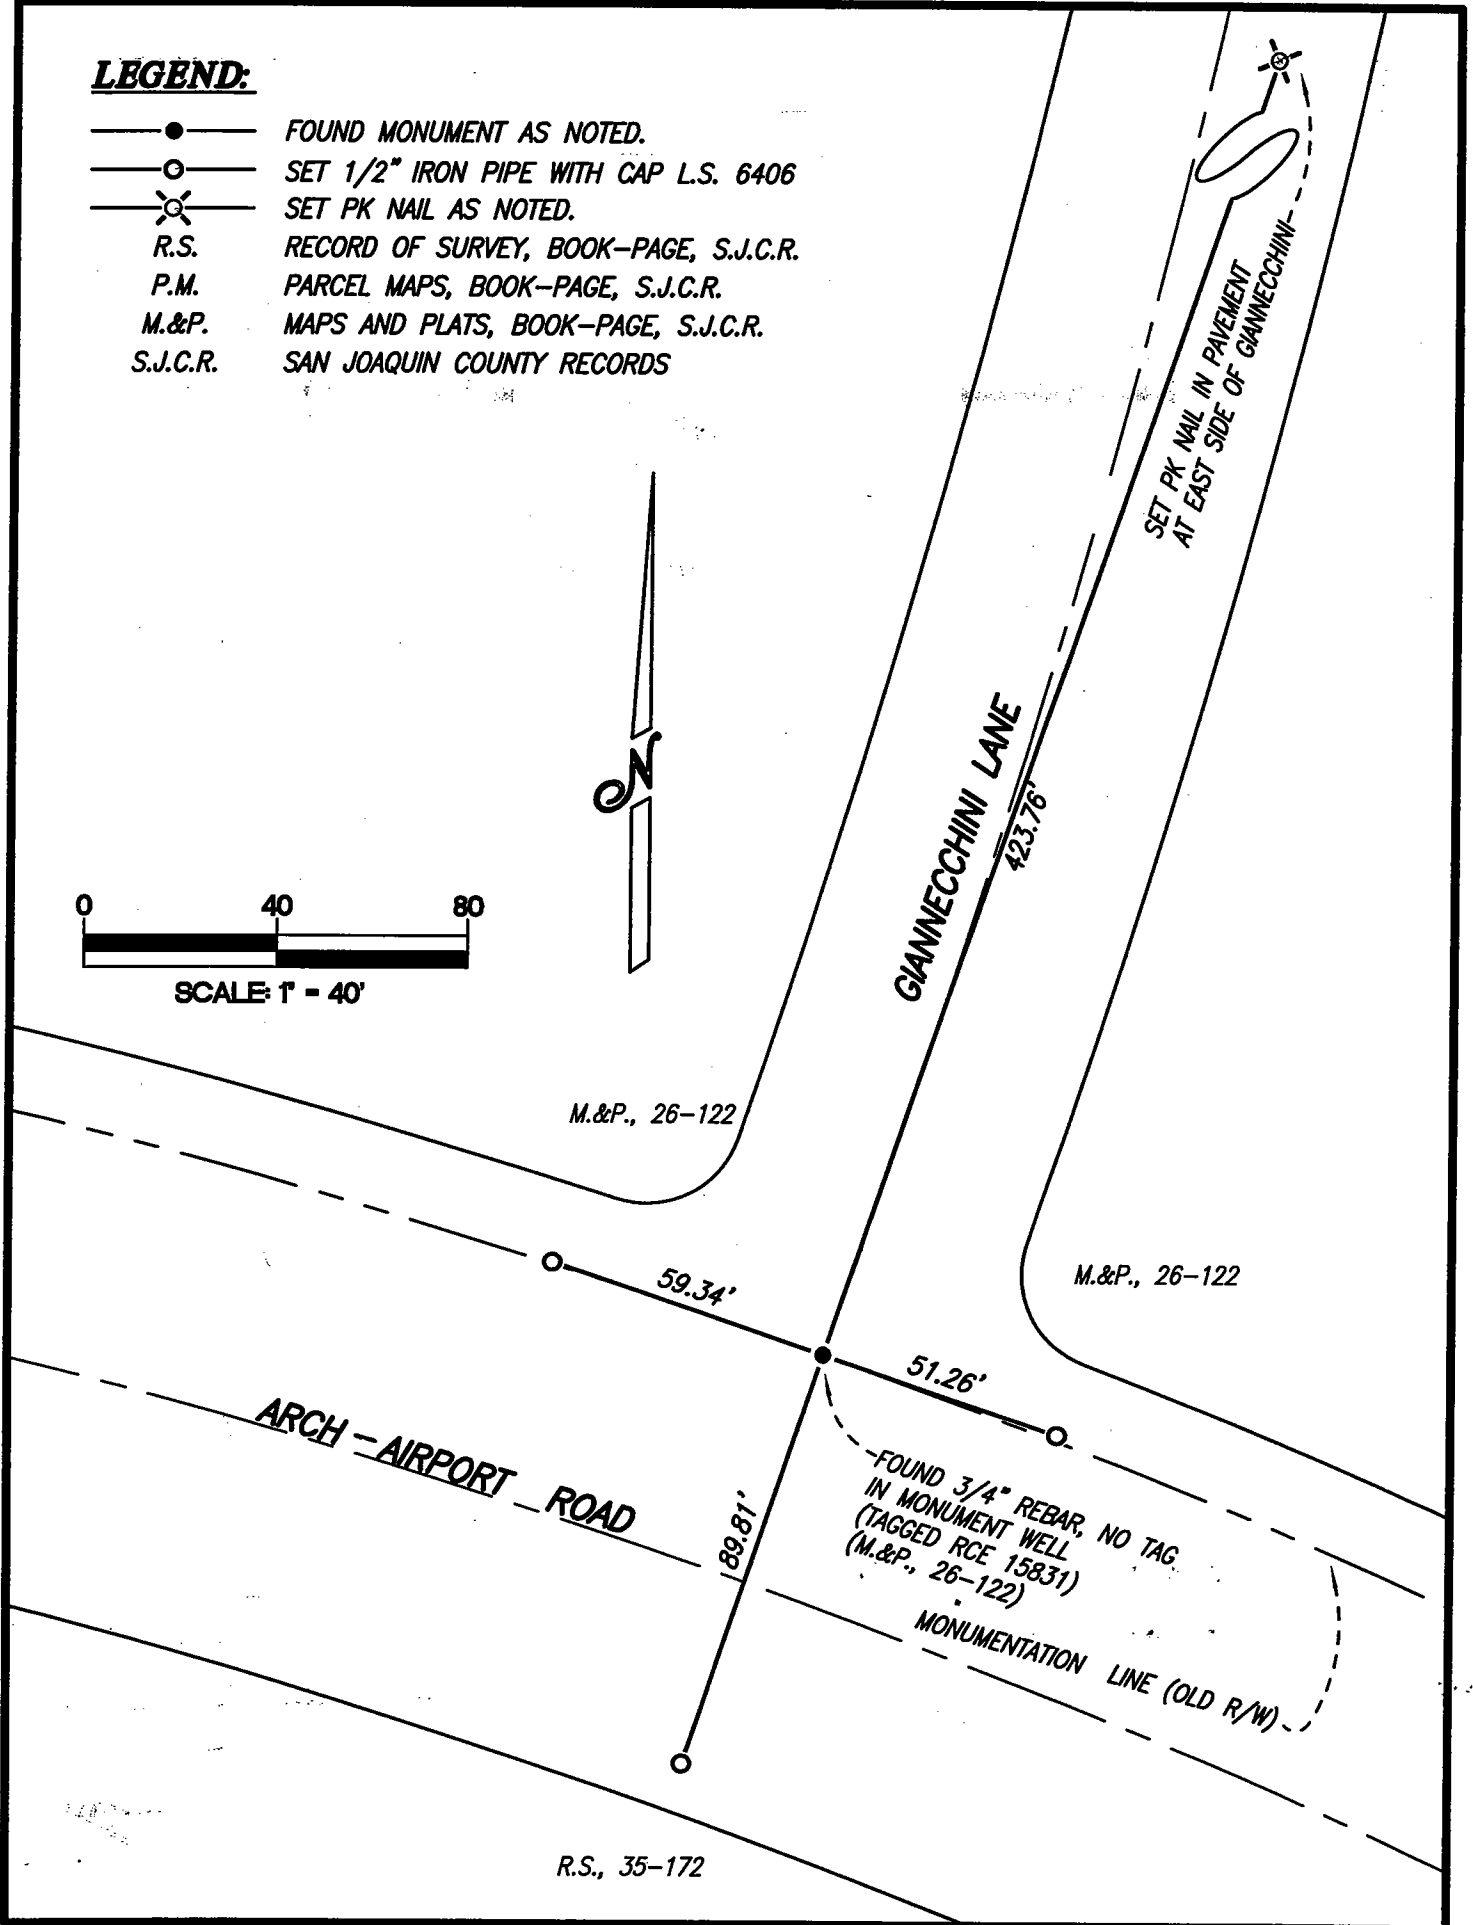 LEGEND:
FOUND MONUMENT AS NOTED.
SET 1/2" IRON PIPE WITH CAP L.S. 6406
SET PK NAIL AS NOTED.
R.S. RECORD OF SURVEY, BOOK-PAGE, S.J.C.R.
P.M. PARCEL MAPS, BOOK-PAGE, S.J.C.R.
M.&P. MAPS AND PLATS, BOOK-PAGE, S.J.C.R.
S.J.C.R. SAN JOAQUIN COUNTY RECORDS
SET PK NAIL IN PAVEMENT
AT EAST SIDE OF GIANNECCHINI
N
GIANNECCHINI LANE
423.76'
0 40 80
SCALE: 1" = 40'
M.&P., 26-122
M.&P., 26-122
59.34'
51.26'
ARCH-AIRPORT ROAD
89.81'
FOUND 3/4" REBAR, NO TAG
IN MONUMENT WELL
(TAGGED RCE 15831)
(M.&P., 26-122)
MONUMENTATION LINE (OLD R/W)
R.S., 35-172